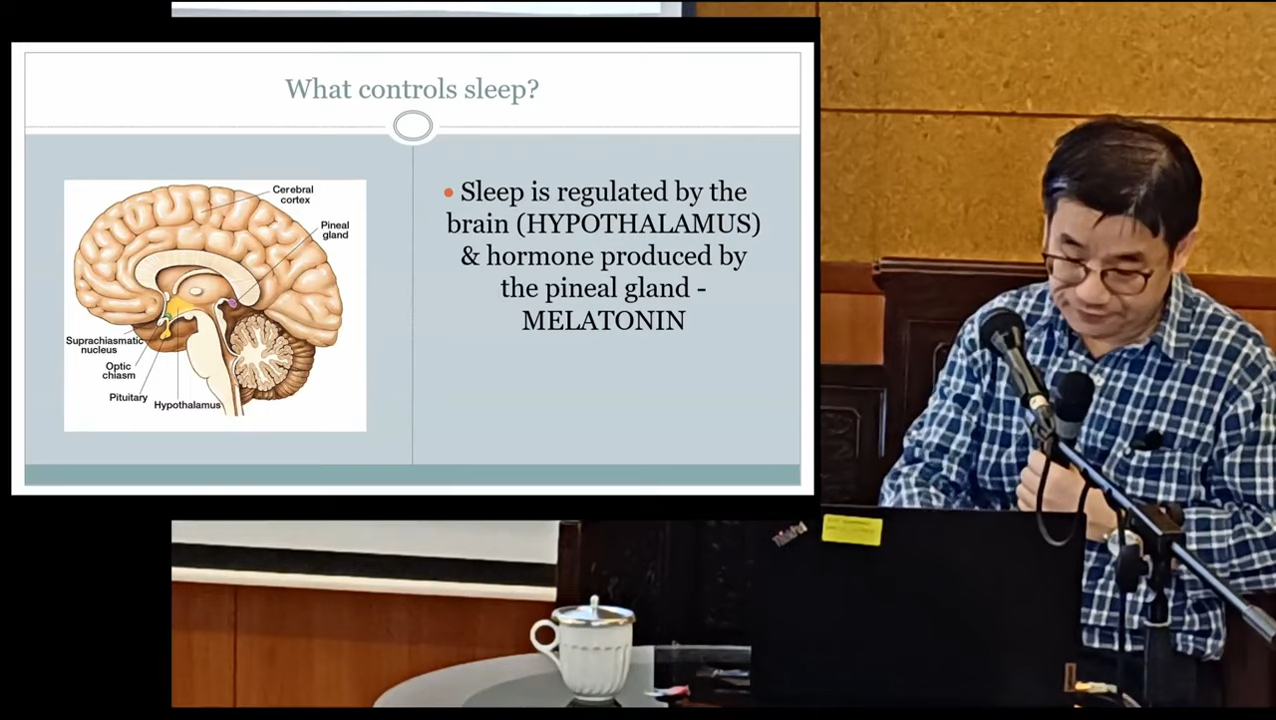 What controls sleep?
Cerebral
cortex
Pineal
gland
Suprachiasmatic
nucleus
Optic
chiasm
Pituitary
Hypothalamus
• Sleep is regulated by the
brain (HYPOTHALAMUS)
& hormone produced by
the pineal gland -
MELATONIN
ThinkPad